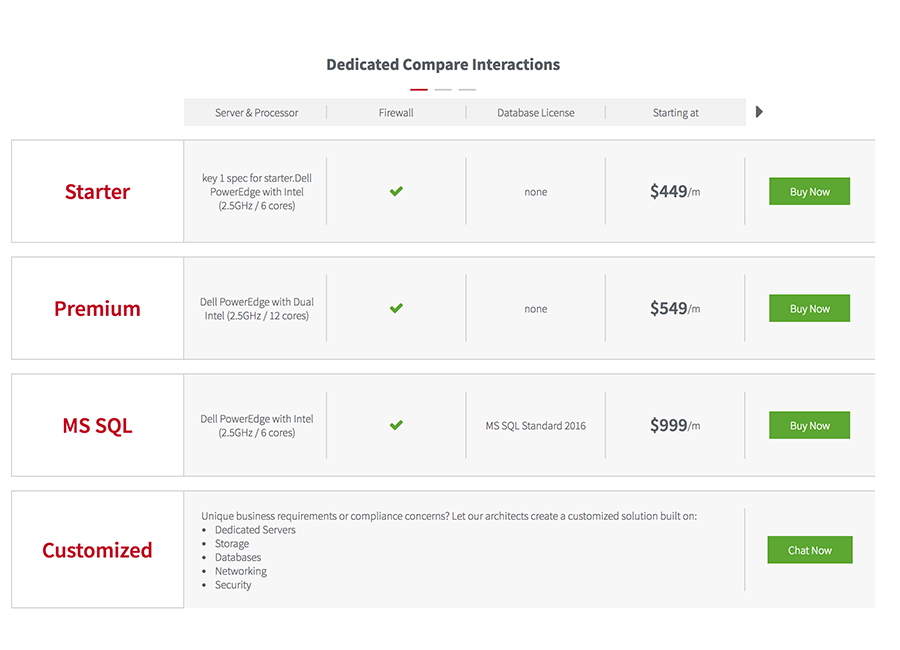 Dedicated Compare Interactions
Server & Processor Firewall Database License Starting at
Starter
key 1 spec for starter.Dell
PowerEdge with Intel
(2.5GHz / 6 cores)
none
$449/m
Buy Now
Premium
Dell PowerEdge with Dual
Intel (2.5GHz / 12 cores)
none
$549/m
Buy Now
MS SQL
Dell PowerEdge with Intel
(2.5GHz / 6 cores)
MS SQL Standard 2016
$999/m
Buy Now
Customized
Unique business requirements or compliance concerns? Let our architects create a customized solution built on:
• Dedicated Servers
• Storage
• Databases
• Networking
• Security
Chat Now